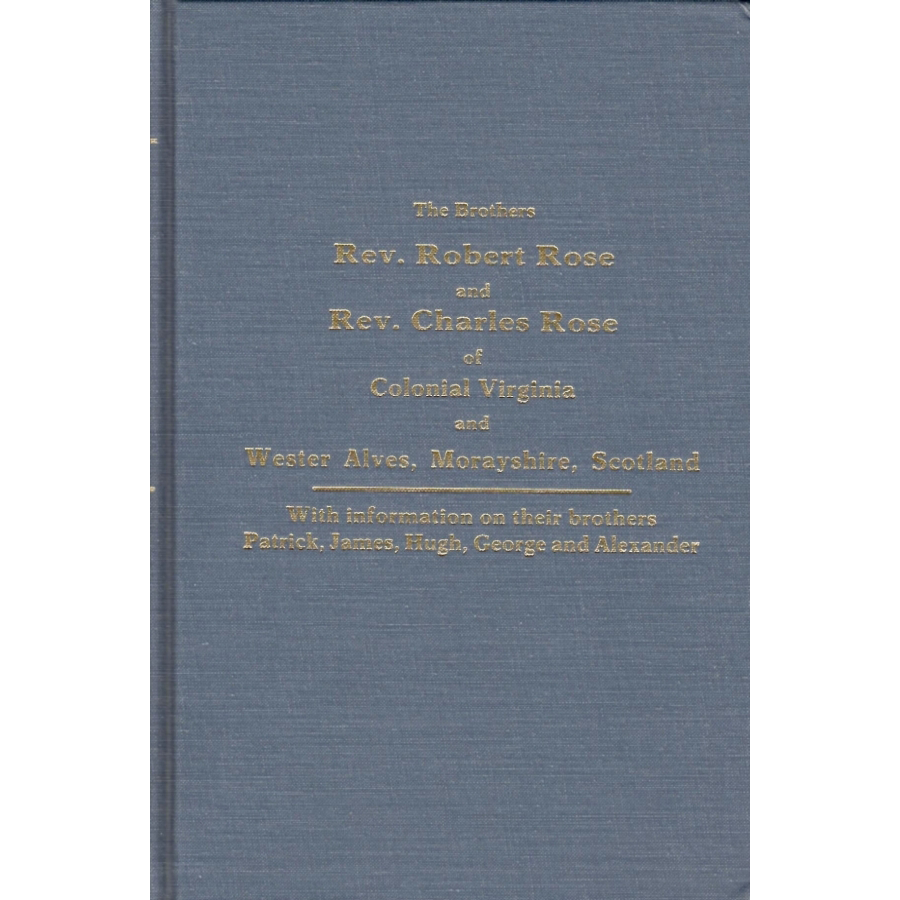 The Brothers
Rev. Robert Rose
and
Rev. Charles Rose
of
Colonial Virginia
and
Wester Alves, Morayshire, Scotland
With information on their brothers
Patrick, James, Hugh, George and Alexander